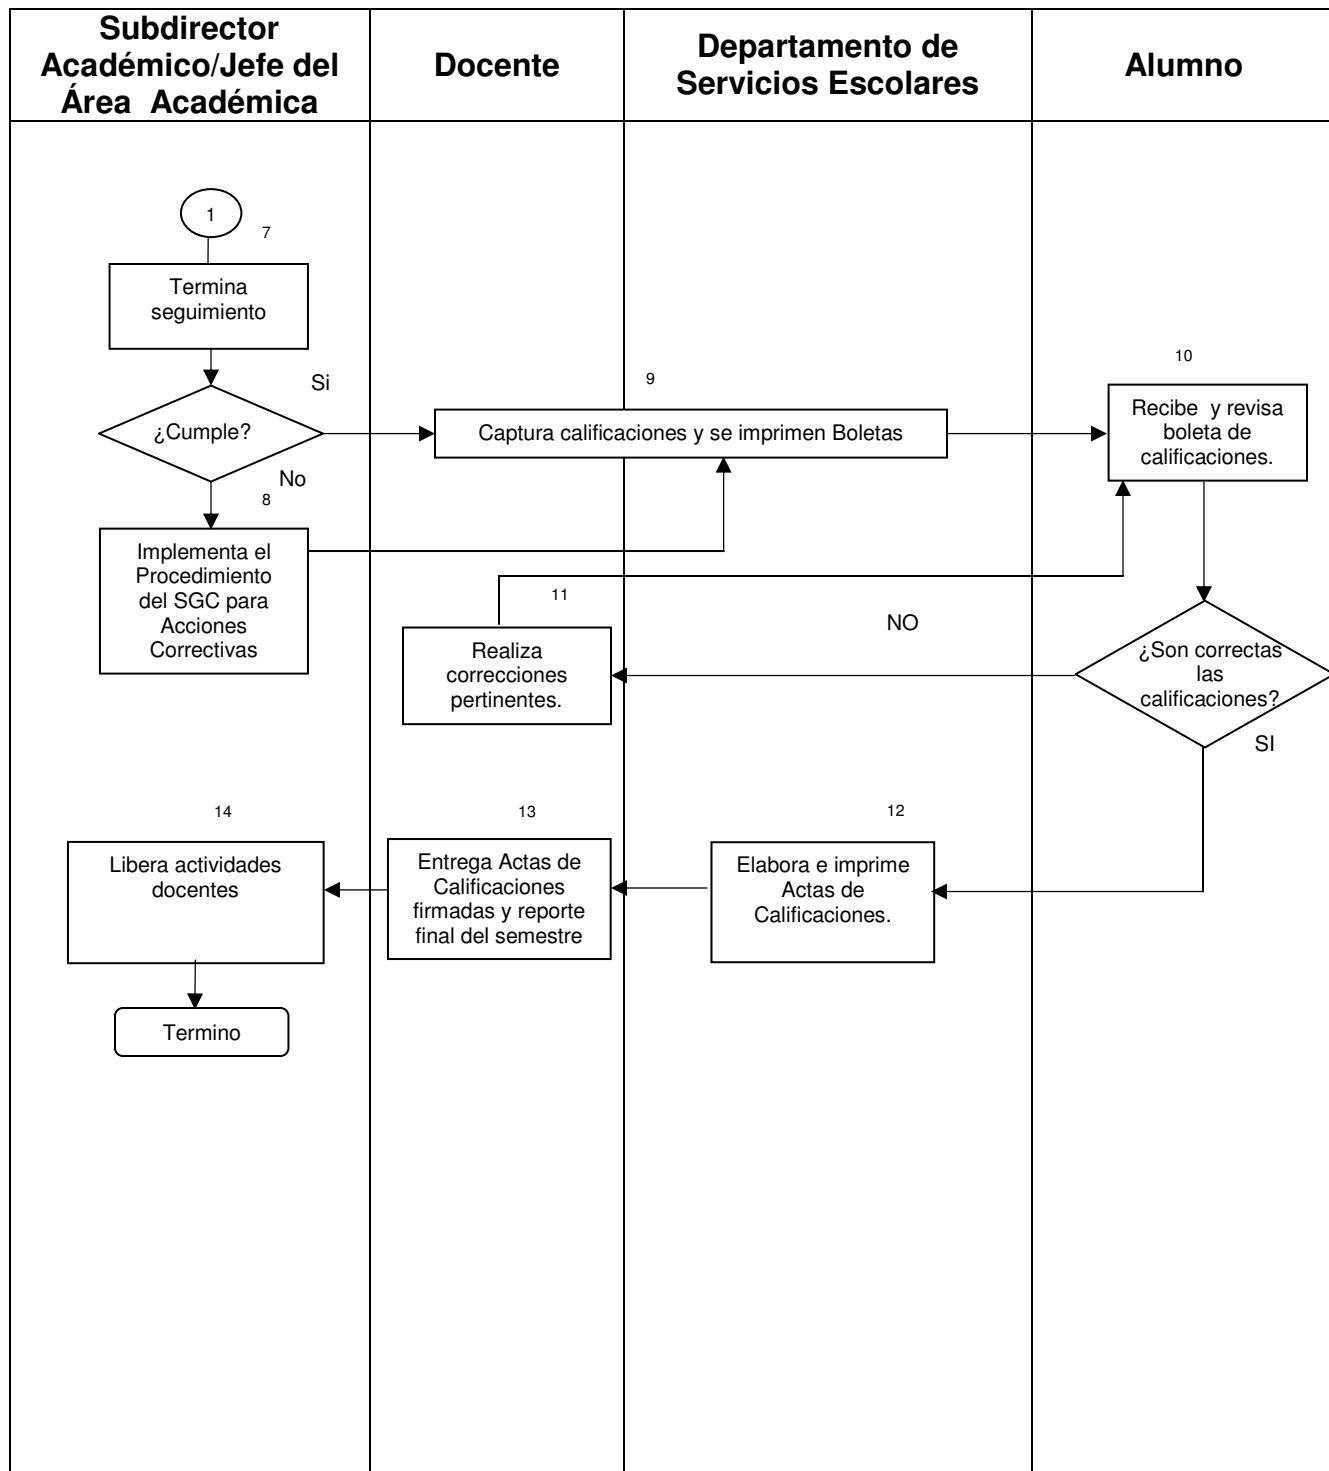 Subdirector
Académico/Jefe del
Área Académica
Docente
Departamento de
Servicios Escolares
Alumno
1
7
Termina
seguimiento
Si
¿Cumple?
No
9
Captura calificaciones y se imprimen Boletas
10
Recibe y revisa
boleta de
calificaciones.
8
Implementa el
Procedimiento
del SGC para
Acciones
Correctivas
11
Realiza
correcciones
pertinentes.
NO
¿Son correctas
las
calificaciones?
SI
14
Libera actividades
docentes
13
Entrega Actas de
Calificaciones
firmadas y reporte
final del semestre
12
Elabora e imprime
Actas de
Calificaciones.
Termino